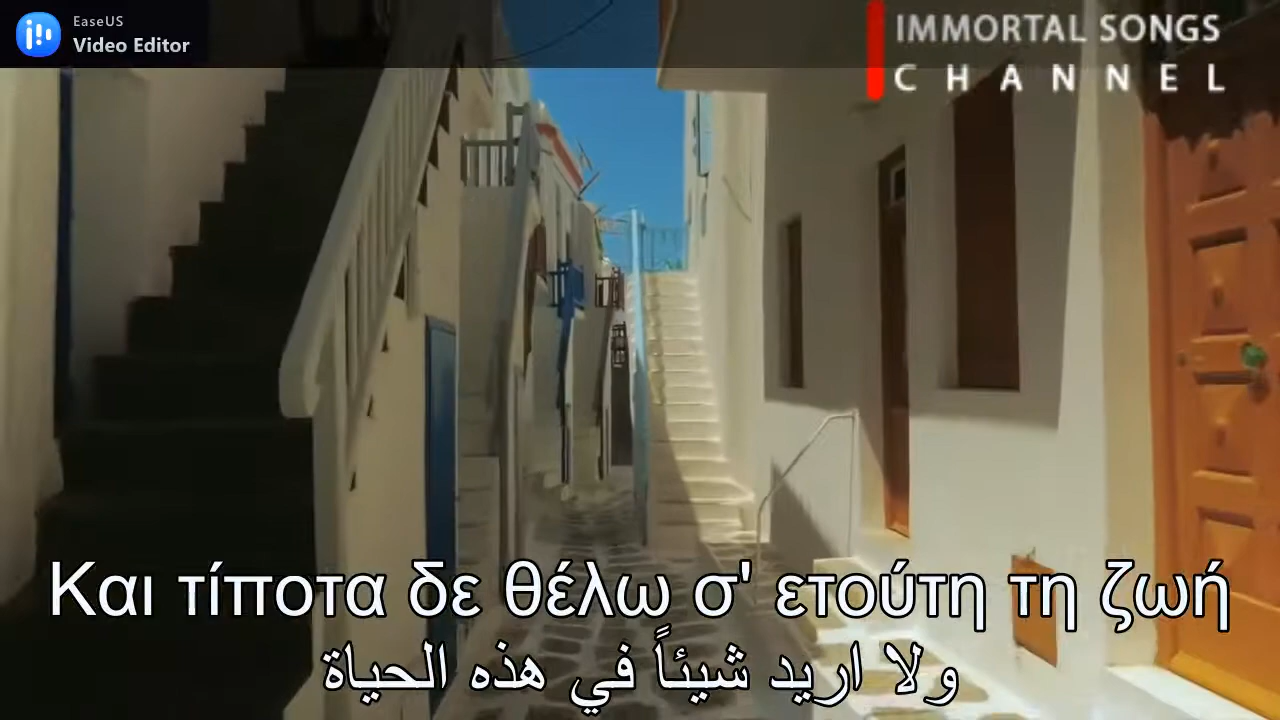 EaseUS
Video Editor
IMMORTAL SONGS
CHANNEL
Και τίποτα δε θέλω σ' ετούτη τη ζωή
ولا اريد شيئاً في هذه الحياة